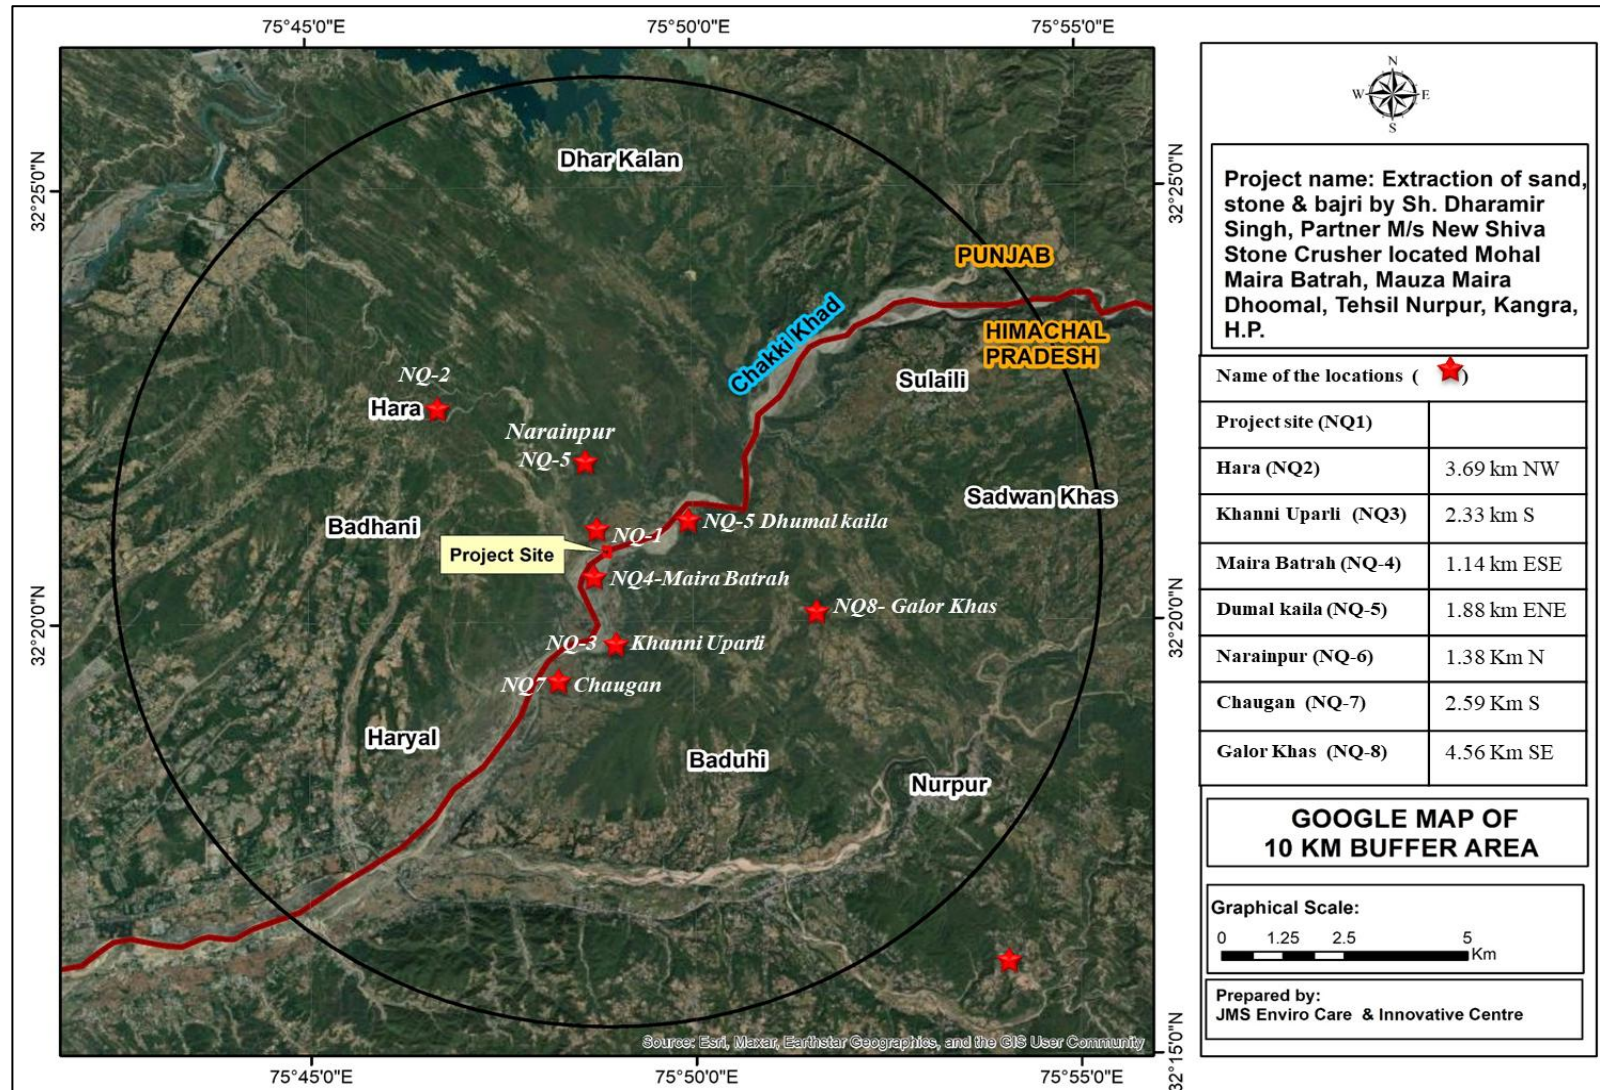 75°45'0"E
75°50'0"E
75°55'0"E
32°25'0"N
32°25'0"N
32°20'0"N
32°20'0"N
32°15'0"N
Dhar Kalan
PUNJAB
Chakki Khad
HIMACHAL
PRADESH
Sulaili
NQ-2
Hara
Narainpur
NQ-5
Sadwan Khas
Badhani
NQ-1
NQ-5 Dhumal kaila
Project Site
NQ4-Maira Batrah
NQ8- Galor Khas
NQ-3 Khanni Uparli
NQ7 Chaugan
Haryal
Baduhi
Nurpur
Source: Esri, Maxar, Earthstar Geographics, and the GIS User Community
75°45'0"E
75°50'0"E
75°55'0"E
N
W E
S
Project name: Extraction of sand,
stone & bajri by Sh. Dharamir
Singh, Partner M/s New Shiva
Stone Crusher located Mohal
Maira Batrah, Mauza Maira
Dhoomal, Tehsil Nurpur, Kangra,
H.P.
Name of the locations ( )
Project site (NQ1)
Hara (NQ2) 3.69 km NW
Khanni Uparli (NQ3) 2.33 km S
Maira Batrah (NQ-4) 1.14 km ESE
Dumal kaila (NQ-5) 1.88 km ENE
Narainpur (NQ-6) 1.38 Km N
Chaugan (NQ-7) 2.59 Km S
Galor Khas (NQ-8) 4.56 Km SE
GOOGLE MAP OF
10 KM BUFFER AREA
Graphical Scale:
0 1.25 2.5 5
Km
Prepared by:
JMS Enviro Care & Innovative Centre